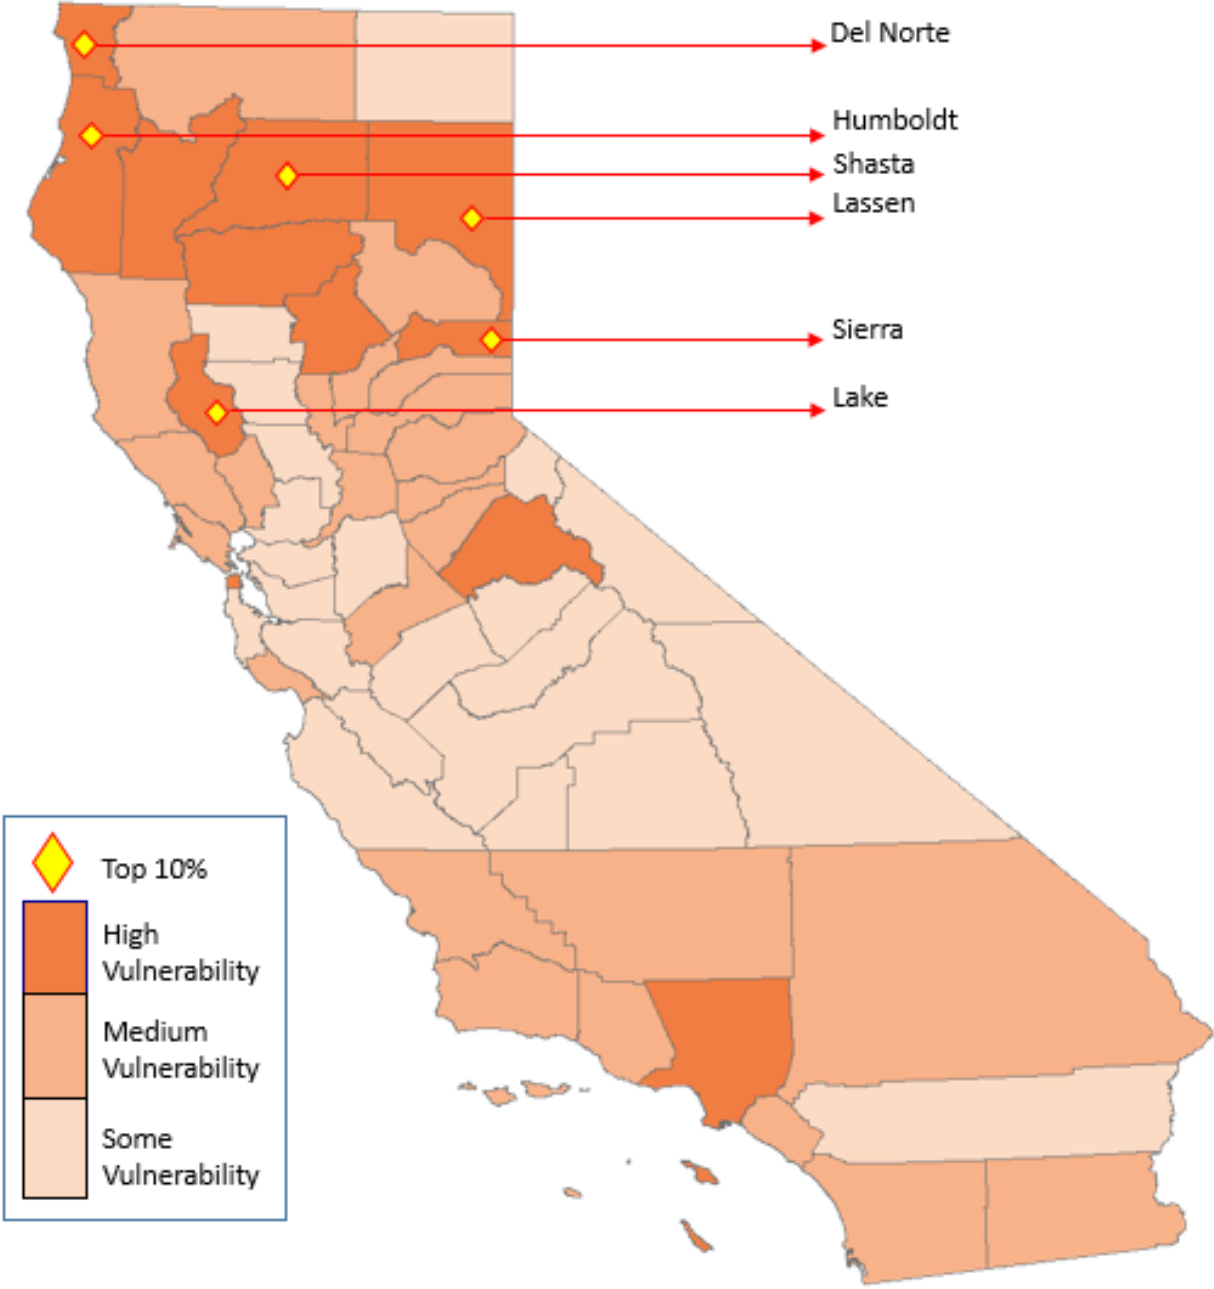 Del Norte
Humboldt
Shasta
Lassen
Sierra
Lake
Top 10%
High
Vulnerability
Medium
Vulnerability
Some
Vulnerability